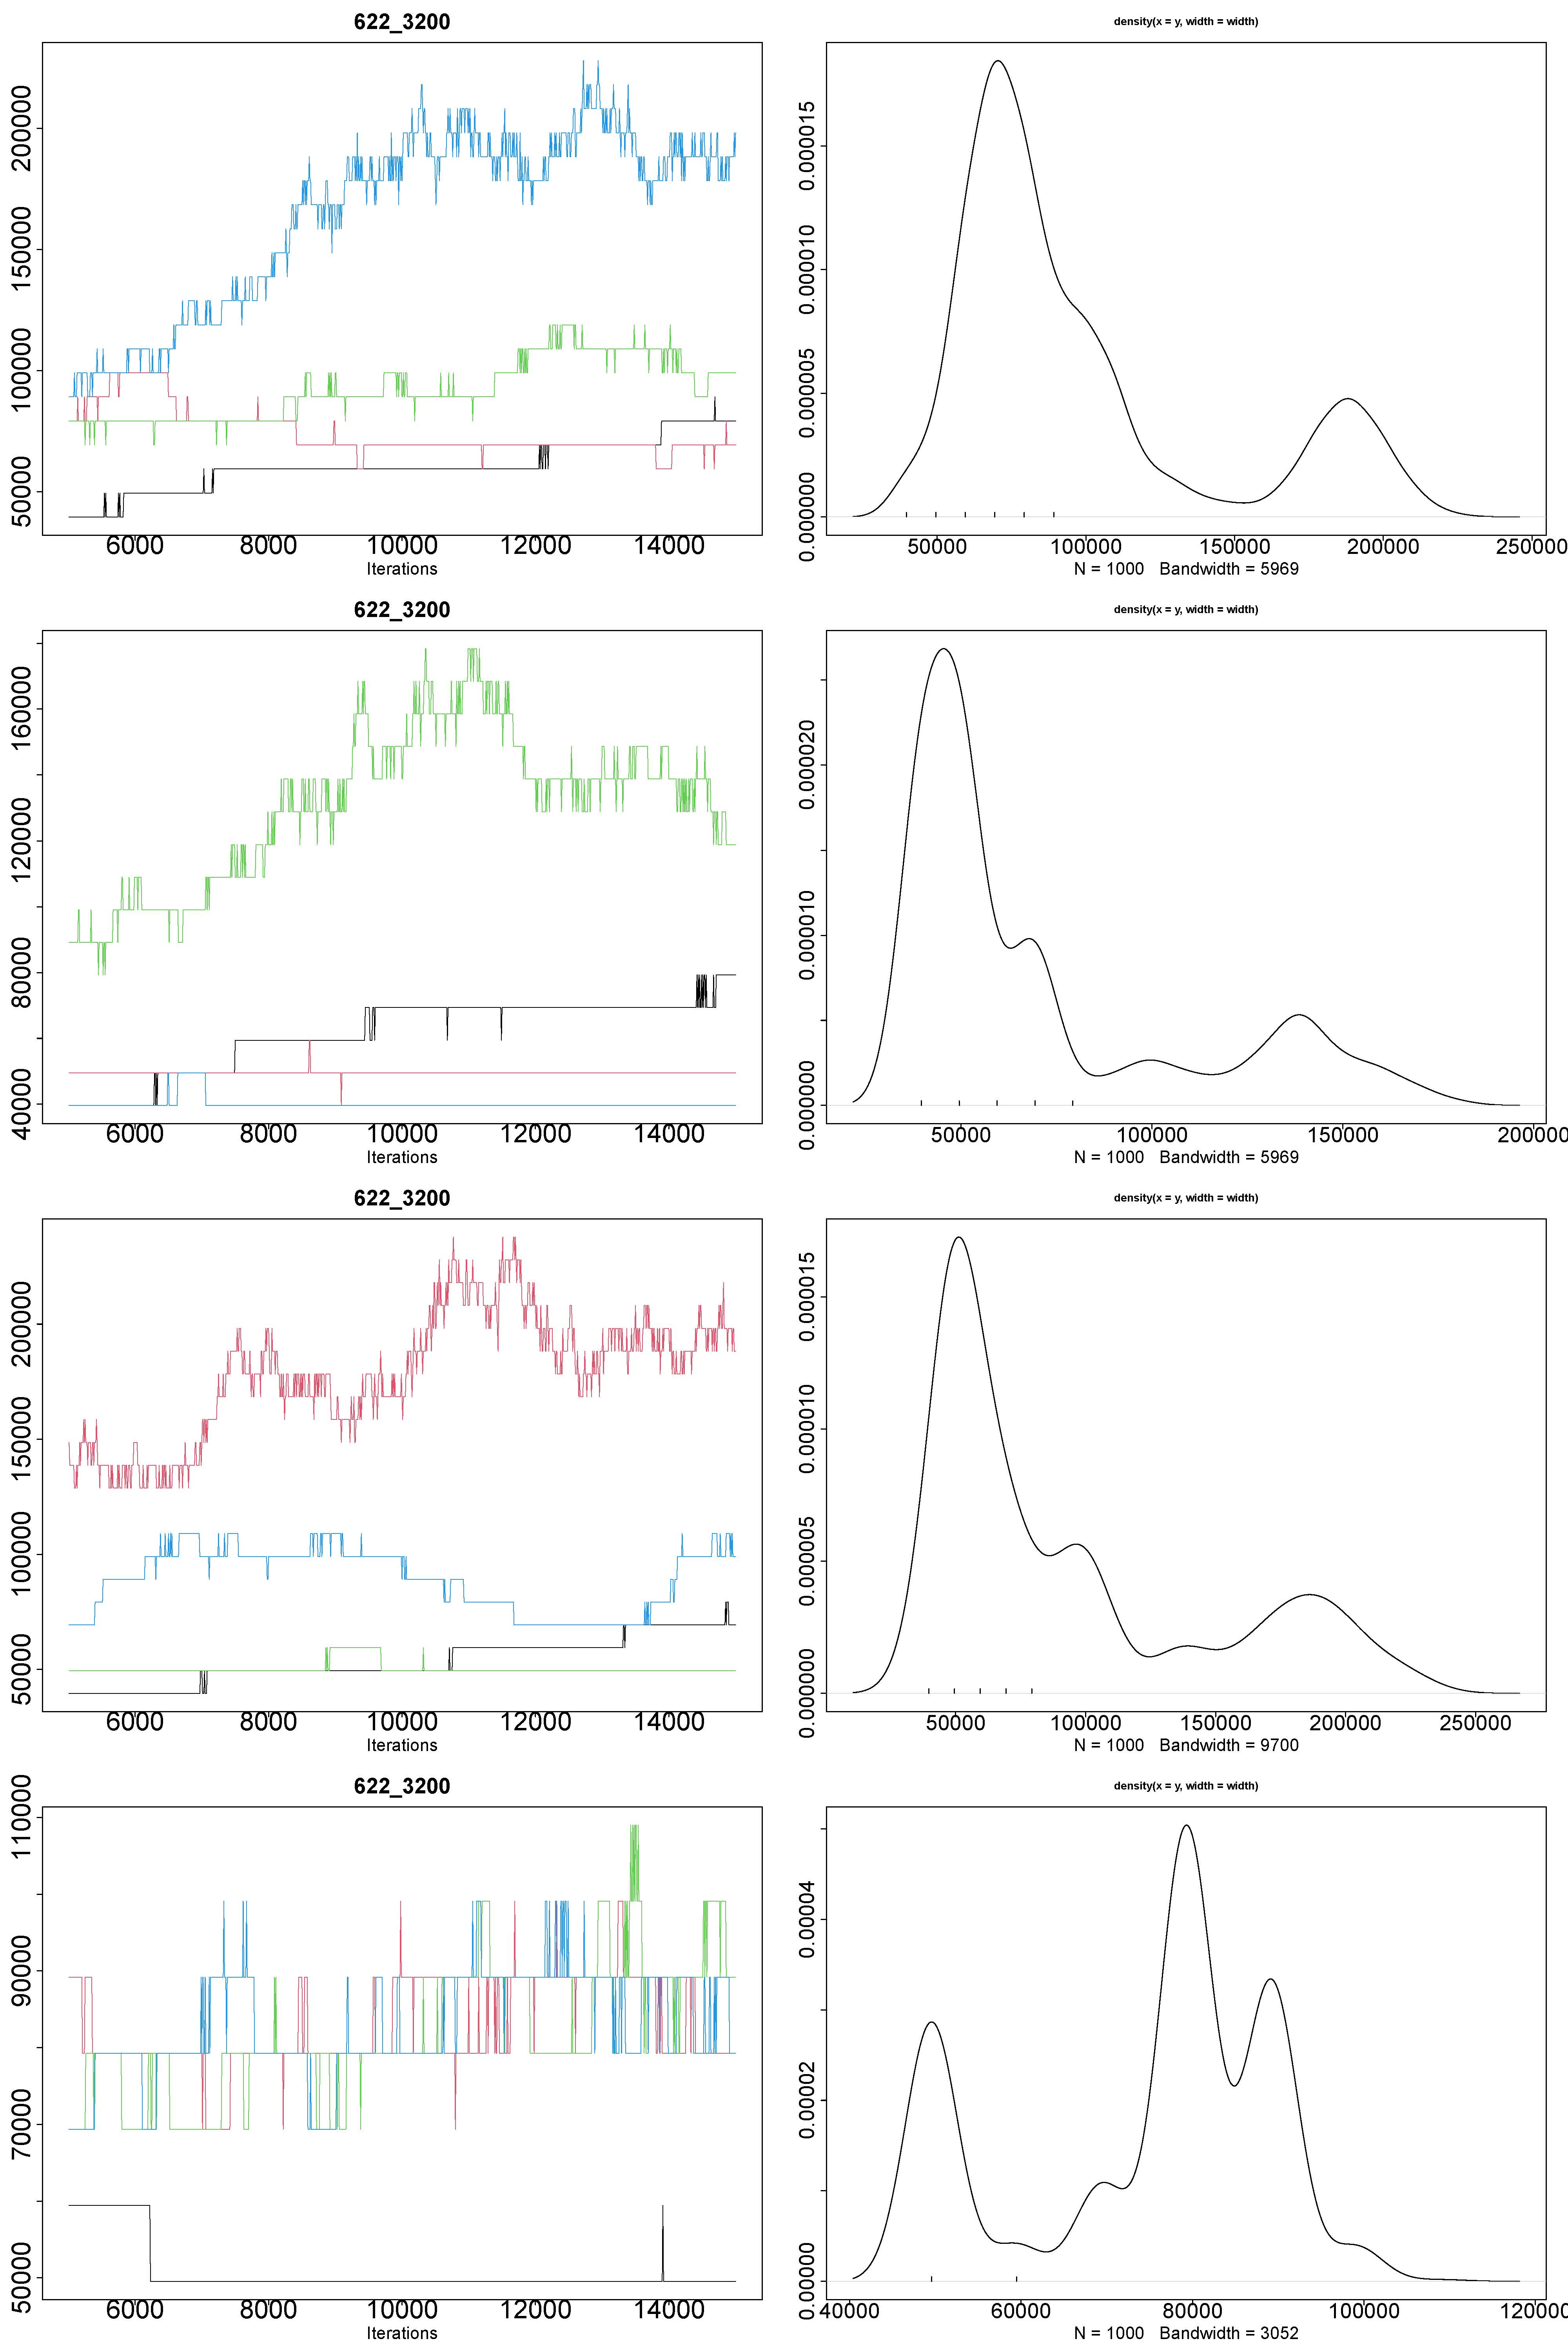 622_3200
200000
150000
100000
50000
6000 8000 10000 12000 14000
Iterations
density(x = y, width = width)
0.000015
0.000010
0.000005
0.000000
50000 100000 150000 200000 250000
N = 1000 Bandwidth = 5969
622_3200
160000
120000
80000
40000
6000 8000 10000 12000 14000
Iterations
density(x = y, width = width)
0.000020
0.000010
0.000000
50000 100000 150000 200000
N = 1000 Bandwidth = 5969
622_3200
200000
150000
100000
50000
6000 8000 10000 12000 14000
Iterations
density(x = y, width = width)
0.000015
0.000010
0.000005
0.000000
50000 100000 150000 200000 250000
N = 1000 Bandwidth = 9700
622_3200
110000
90000
70000
50000
6000 8000 10000 12000 14000
Iterations
density(x = y, width = width)
0.00004
0.00002
0.00000
40000 60000 80000 100000 120000
N = 1000 Bandwidth = 3052